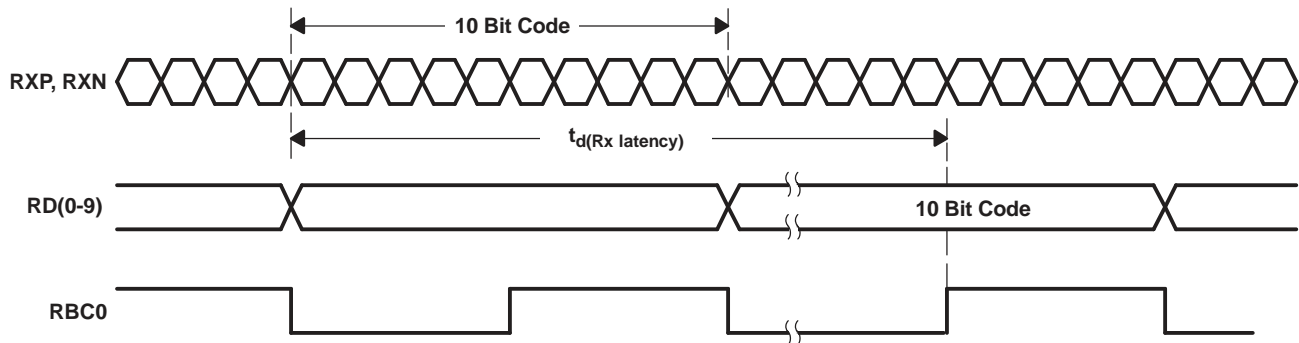 10 Bit Code
RXP, RXN
td(Rx latency)
RD(0-9)
10 Bit Code
RBC0